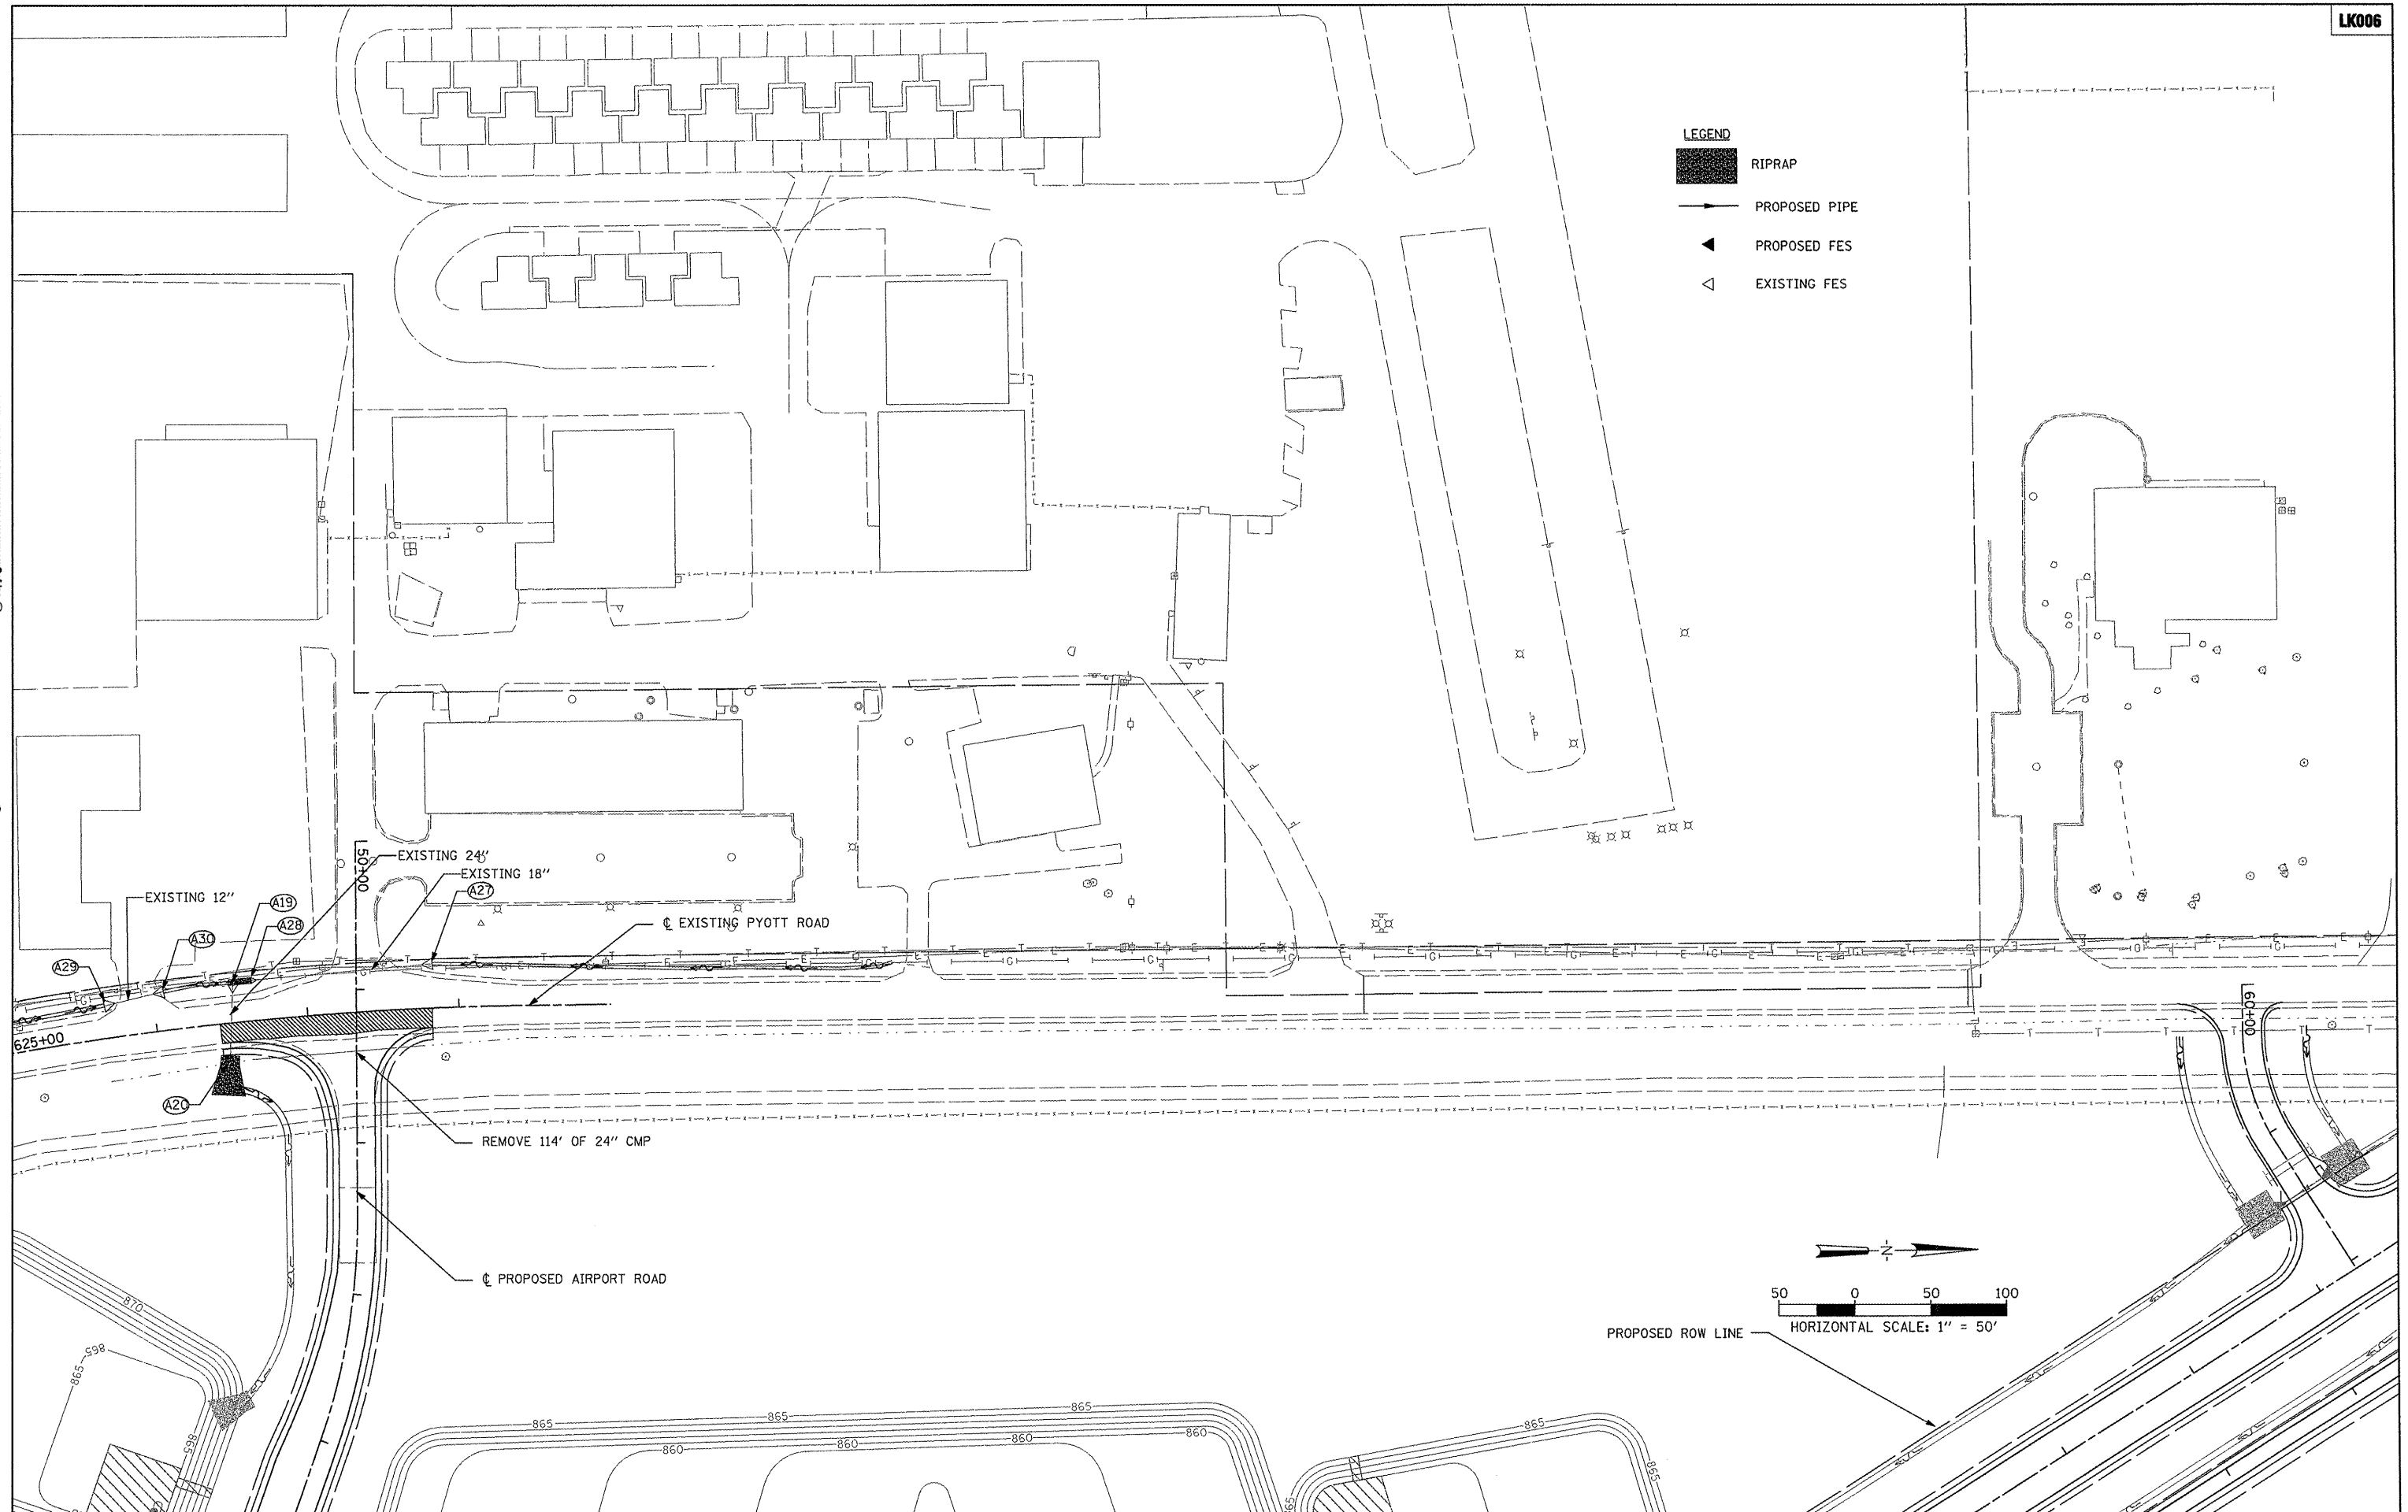 LK006
LEGEND
RIPRAP
PROPOSED PIPE
PROPOSED FES
EXISTING FES
EXISTING 24"
50+00
EXISTING 18"
A27
EXISTING 12"
A19
A28
A30
A29
℄ EXISTING PYOTT ROAD
625+00
60+00
A20
REMOVE 114' OF 24" CMP
℄ PROPOSED AIRPORT ROAD
N
50 0 50 100
HORIZONTAL SCALE: 1" = 50'
PROPOSED ROW LINE
870
865
865
865
865
865
865
865
860
860
860
860
865
865
865